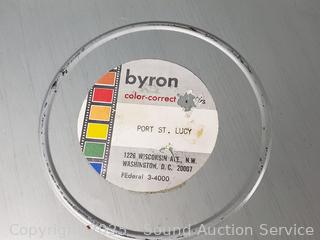 byron
color-correct
PORT ST. LUCY
1226 WISCONSIN AVE., N.W.
WASHINGTON, D.C. 20007
FEderal 3-4000
Sound Auction Service